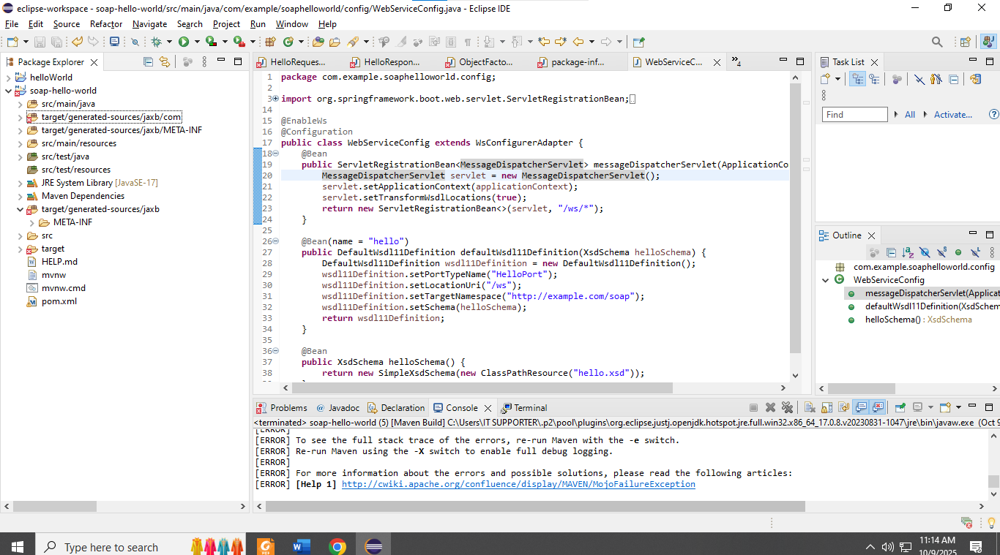 eclipse-workspace - soap-hello-world/src/main/java/com/example/soaphelloworld/config/WebServiceConfig.java - Eclipse IDE
File Edit Source Refactor Navigate Search Project Run Window Help
Package Explorer
helloWorld
soap-hello-world
src/main/java
target/generated-sources/jaxb/com
target/generated-sources/jaxb/META-INF
src/main/resources
src/test/java
src/test/resources
JRE System Library [JavaSE-17]
Maven Dependencies
target/generated-sources/jaxb
META-INF
src
target
HELP.md
mvnw
mvnw.cmd
pom.xml
HelloReques... HelloRespon... ObjectFacto... package-inf... WebServiceC... »4
1 package com.example.soaphelloworld.config;
2
3 import org.springframework.boot.web.servlet.ServletRegistrationBean;
14
15 @EnableWs
16 @Configuration
17 public class WebServiceConfig extends WsConfigurerAdapter {
18 @Bean
19 public ServletRegistrationBean<MessageDispatcherServlet> messageDispatcherServlet(ApplicationCo
20 MessageDispatcherServlet servlet = new MessageDispatcherServlet();
21 servlet.setApplicationContext(applicationContext);
22 servlet.setTransformWsdlLocations(true);
23 return new ServletRegistrationBean<>(servlet, "/ws/*");
24 }
25
26 @Bean(name = "hello")
27 public DefaultWsdl11Definition defaultWsdl11Definition(XsdSchema helloSchema) {
28 DefaultWsdl11Definition wsdl11Definition = new DefaultWsdl11Definition();
29 wsdl11Definition.setPortTypeName("HelloPort");
30 wsdl11Definition.setLocationUri("/ws");
31 wsdl11Definition.setTargetNamespace("http://example.com/soap");
32 wsdl11Definition.setSchema(helloSchema);
33 return wsdl11Definition;
34 }
35
36 @Bean
37 public XsdSchema helloSchema() {
38 return new SimpleXsdSchema(new ClassPathResource("hello.xsd"));
Task List
Find All Activate...
Outline
com.example.soaphelloworld.config
WebServiceConfig
messageDispatcherServlet(Applicat
defaultWsdl11Definition(XsdSchem
helloSchema() : XsdSchema
Problems @ Javadoc Declaration Console Terminal
<terminated> soap-hello-world (5) [Maven Build] C:\Users\IT SUPPORTER\.p2\pool\plugins\org.eclipse.justj.openjdk.hotspot.jre.full.win32.x86_64_17.0.8.v20230831-1047\jre\bin\javaw.exe (Oct 9
[ERROR]
[ERROR] To see the full stack trace of the errors, re-run Maven with the -e switch.
[ERROR] Re-run Maven using the -X switch to enable full debug logging.
[ERROR]
[ERROR] For more information about the errors and possible solutions, please read the following articles:
[ERROR] [Help 1] http://cwiki.apache.org/confluence/display/MAVEN/MojoFailureException
Type here to search
11:14 AM
10/9/2025